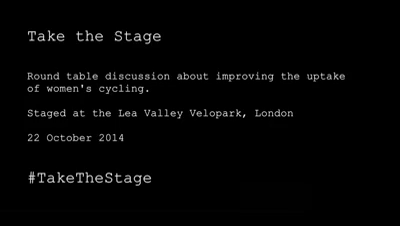 Take the Stage
Round table discussion about improving the uptake
of women's cycling.
Staged at the Lea Valley Velopark, London
22 October 2014
#TakeTheStage